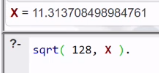 X = 11.313708498984761
?- sqrt( 128, X ).